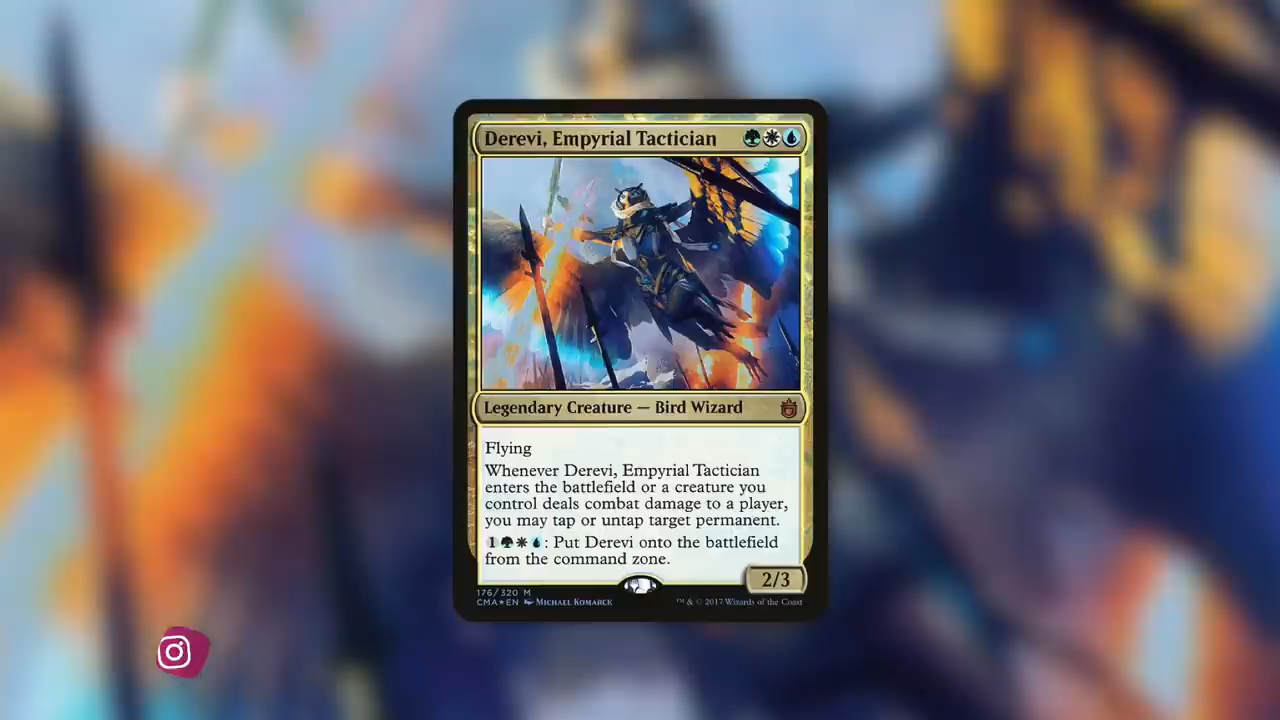 Derevi, Empyrial Tactician
Legendary Creature — Bird Wizard
Flying
Whenever Derevi, Empyrial Tactician
enters the battlefield or a creature you
control deals combat damage to a player,
you may tap or untap target permanent.
1: Put Derevi onto the battlefield
from the command zone.
2/3
176/320 M
CMA★EN Michael Komarck
™ & © 2017 Wizards of the Coast